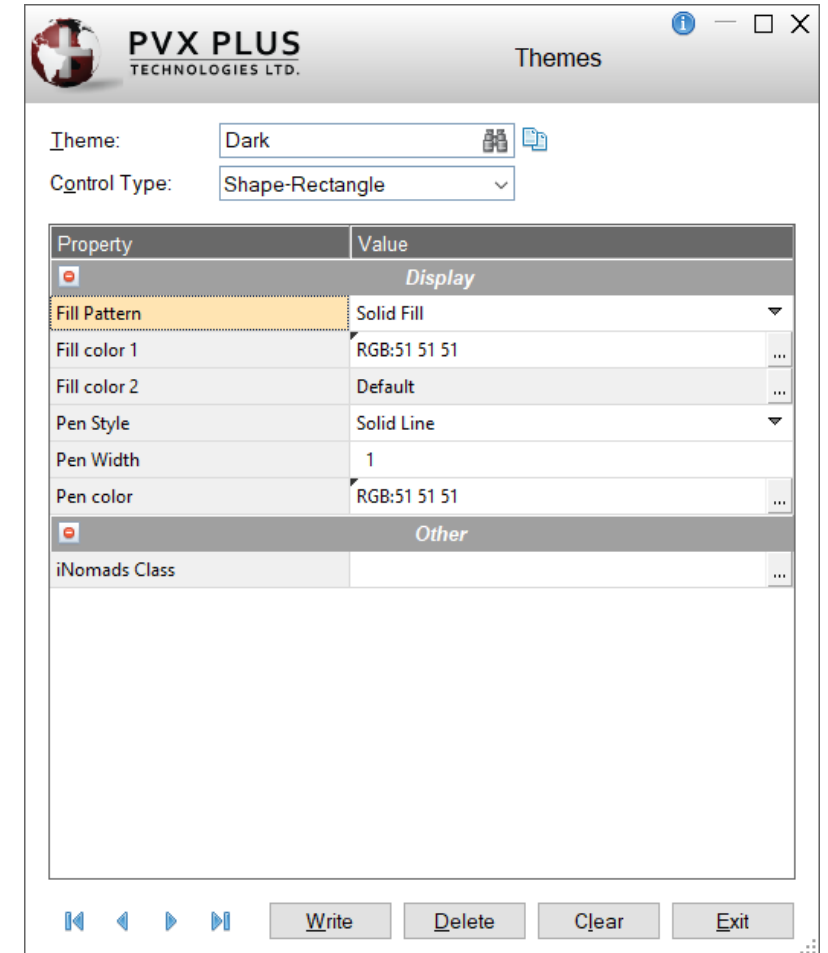 PVX PLUS
TECHNOLOGIES LTD.
Themes
Theme: Dark
Control Type: Shape-Rectangle
Property Value
Display
Fill Pattern Solid Fill
Fill color 1 RGB:51 51 51 ...
Fill color 2 Default ...
Pen Style Solid Line
Pen Width 1
Pen color RGB:51 51 51 ...
Other
iNomads Class ...
Write Delete Clear Exit